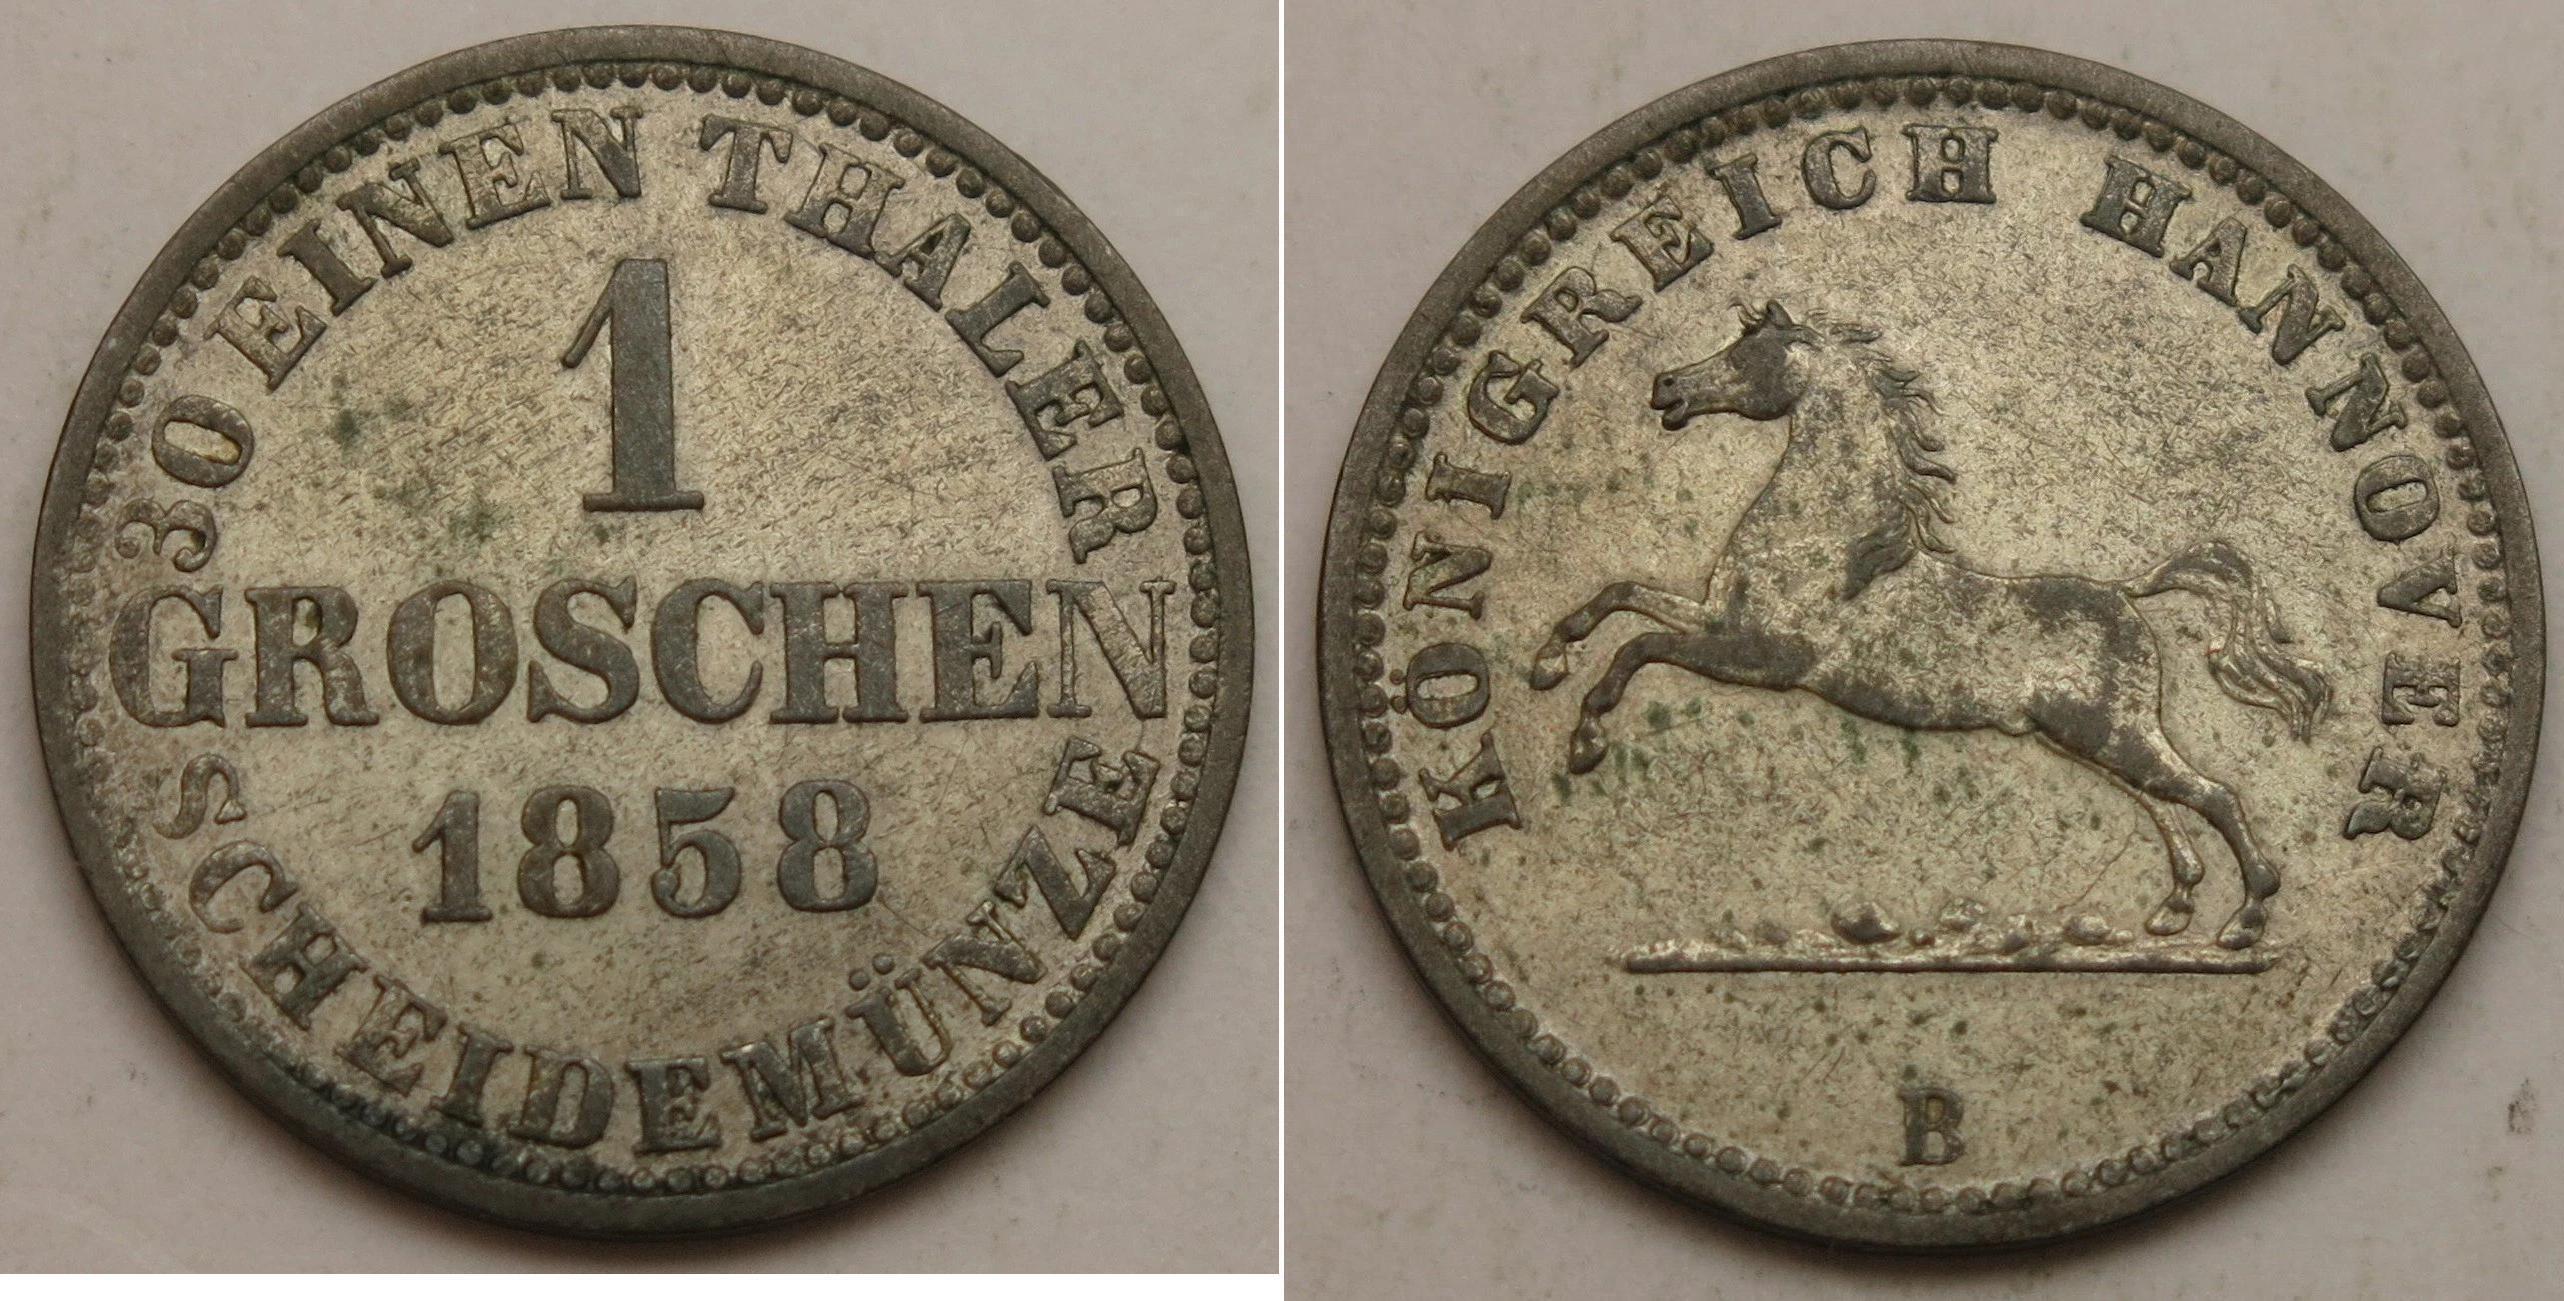 30 EINEN THALER
1
GROSCHEN
1858
SCHEIDEMÜNZE
KÖNIGREICH HANNOVER
B